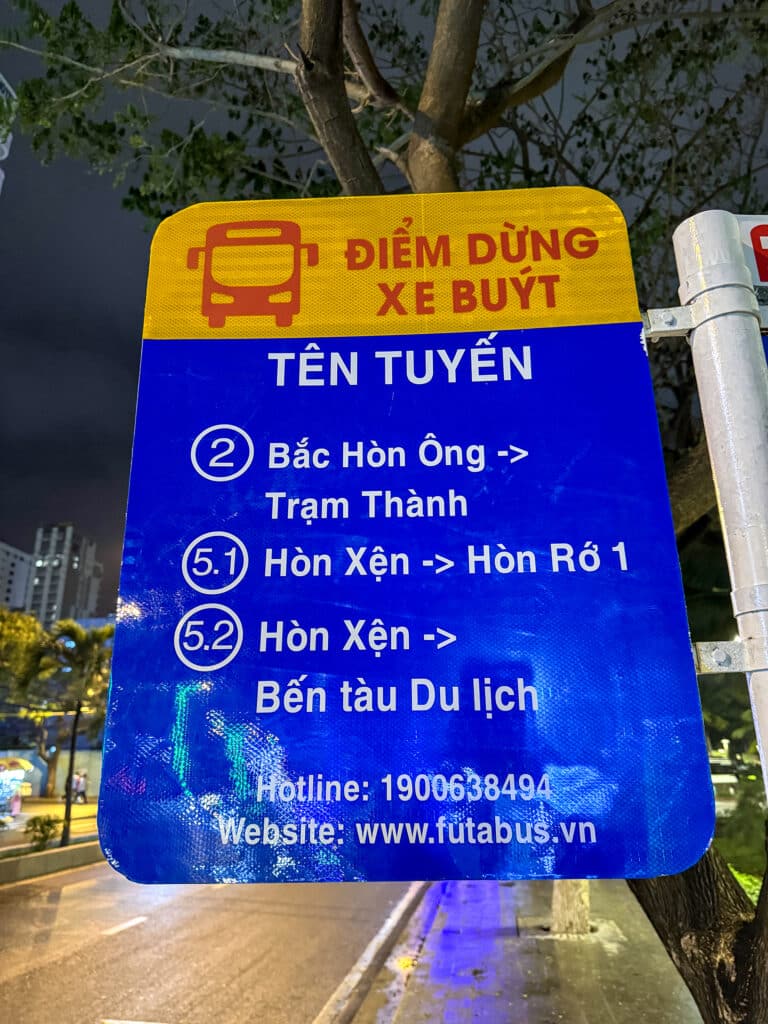 ĐIỂM DỪNG
XE BUÝT
TÊN TUYẾN
2 Bắc Hòn Ông ->
Trạm Thành
5.1 Hòn Xện -> Hòn Rớ 1
5.2 Hòn Xện ->
Bến tàu Du lịch
Hotline: 1900638494
Website: www.futabus.vn